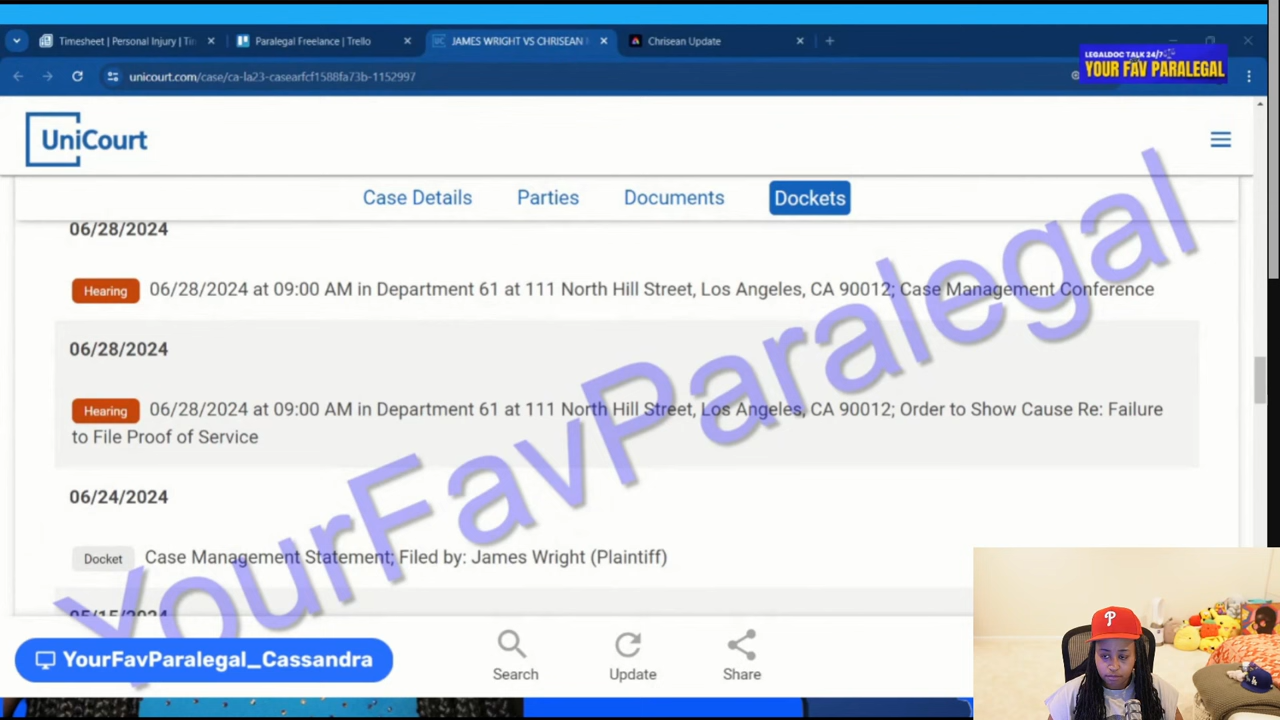 Timesheet | Personal Injury | Tim
Paralegal Freelance | Trello
JAMES WRIGHT VS CHRISEAN
Chrisean Update
unicourt.com/case/ca-la23-casearfcf1588fa73b-1152997
LEGALDOC TALK 24/7
YOUR FAV PARALEGAL
UniCourt
Case Details
Parties
Documents
Dockets
06/28/2024
Hearing 06/28/2024 at 09:00 AM in Department 61 at 111 North Hill Street, Los Angeles, CA 90012; Case Management Conference
06/28/2024
Hearing 06/28/2024 at 09:00 AM in Department 61 at 111 North Hill Street, Los Angeles, CA 90012; Order to Show Cause Re: Failure
to File Proof of Service
06/24/2024
Docket Case Management Statement; Filed by: James Wright (Plaintiff)
05/15/2024
YourFavParalegal
YourFavParalegal_Cassandra
Search
Update
Share
P